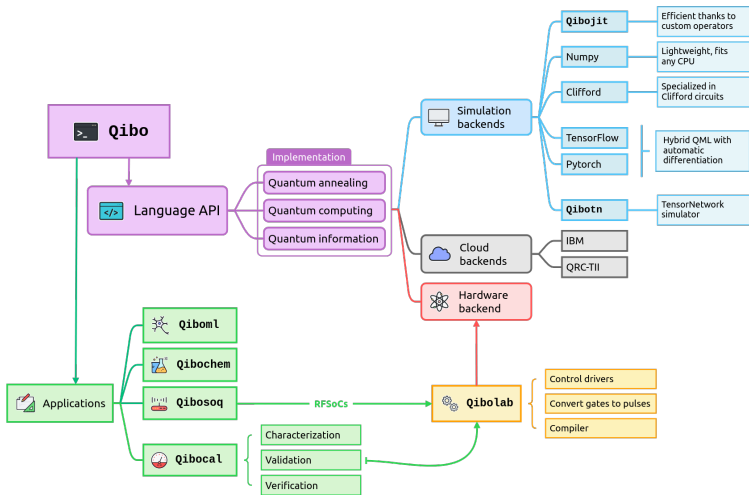 Qibo
Language API
Implementation
Quantum annealing
Quantum computing
Quantum information
Simulation
backends
Qibojit
Efficient thanks to
custom operators
Numpy
Lightweight, fits
any CPU
Clifford
Specialized in
Clifford circuits
TensorFlow
Pytorch
Hybrid QML with
automatic
differentiation
Qibotn
TensorNetwork
simulator
Cloud
backends
IBM
QRC-TII
Hardware
backend
Applications
Qiboml
Qibochem
Qibosoq
RFSoCs
Qibocal
Characterization
Validation
Verification
Qibolab
Control drivers
Convert gates to pulses
Compiler